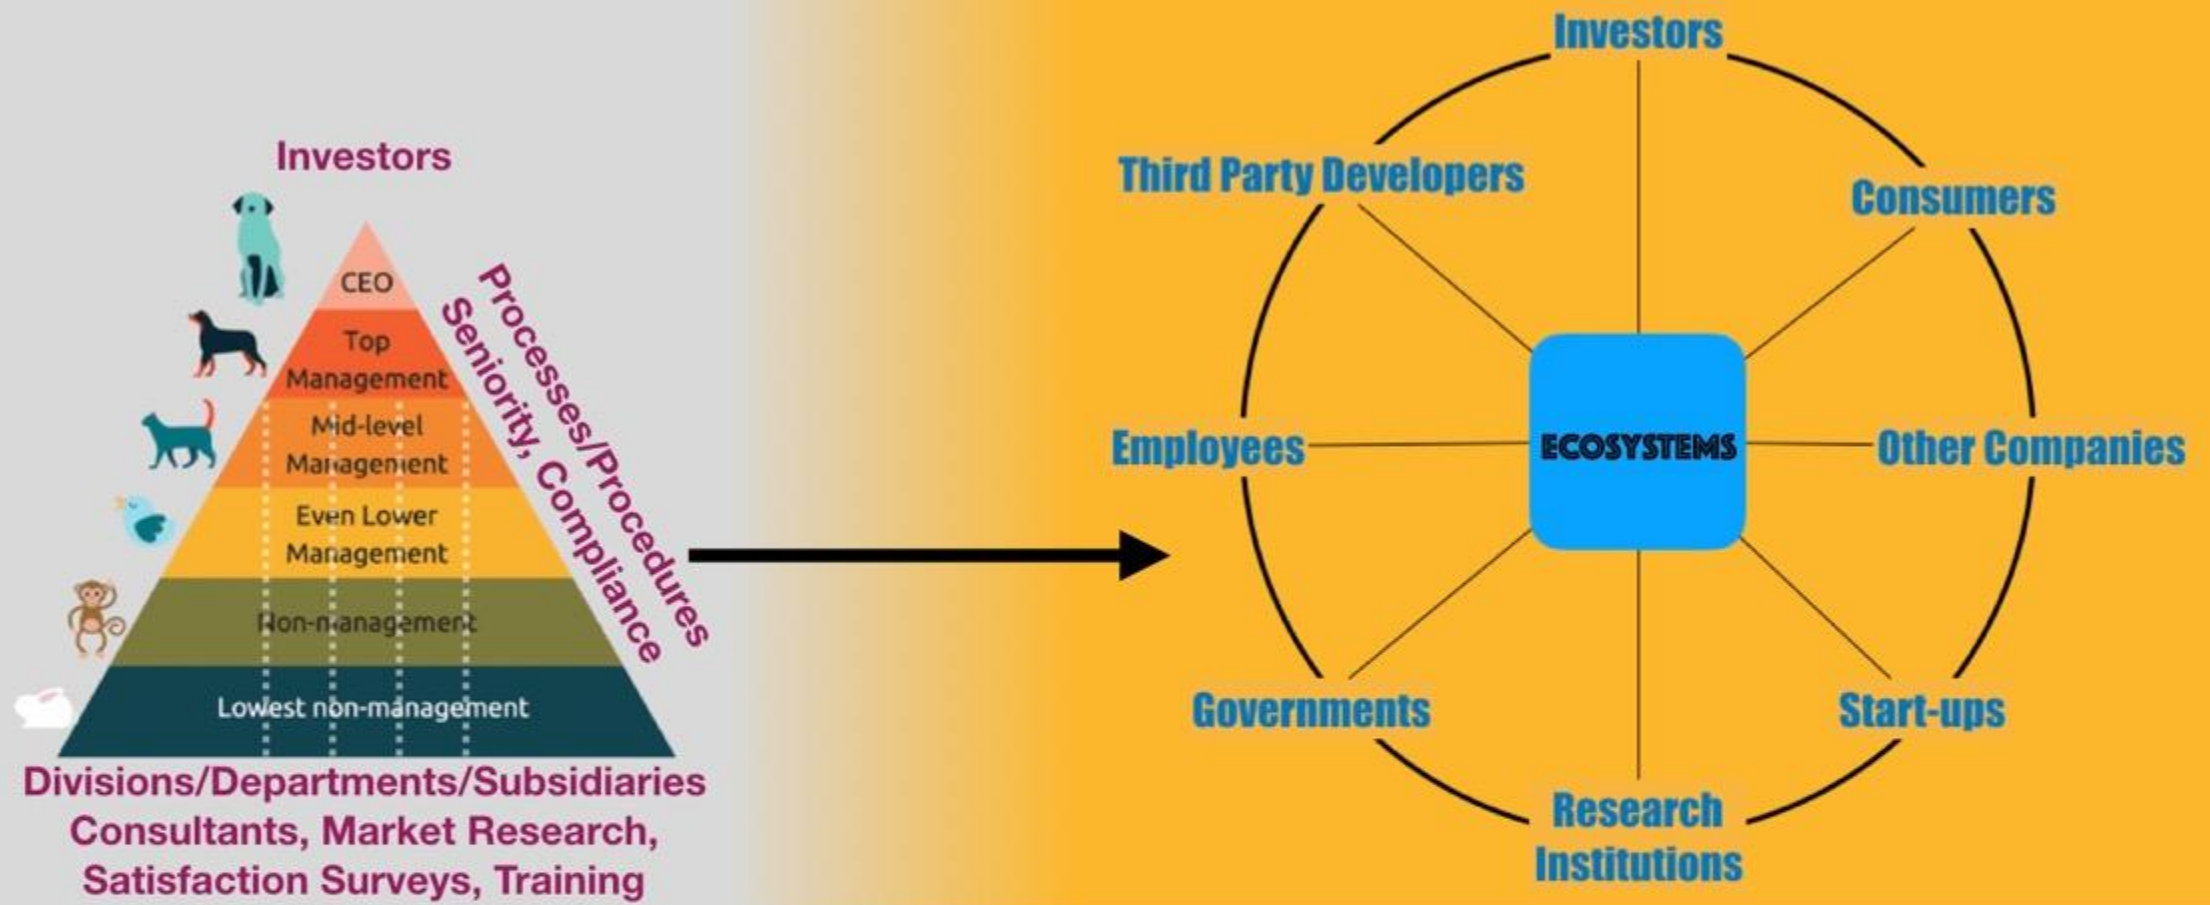 Investors
CEO
Top
Management
Mid-level
Management
Even Lower
Management
Non-management
Lowest non-management
Processes/Procedures
Seniority, Compliance
Divisions/Departments/Subsidiaries
Consultants, Market Research,
Satisfaction Surveys, Training
Investors
Third Party Developers
Consumers
Employees
ECOSYSTEMS
Other Companies
Governments
Start-ups
Research
Institutions